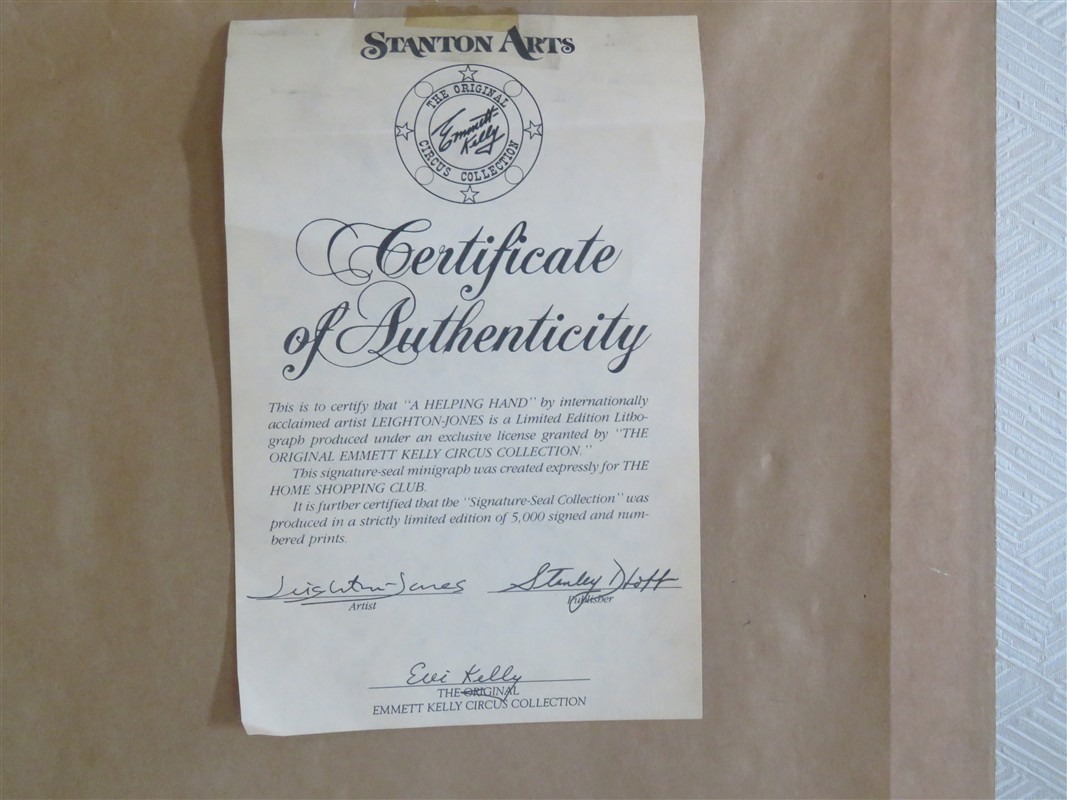 STANTON ARTS
THE ORIGINAL
Emmett
Kelly
CIRCUS COLLECTION
Certificate
of Authenticity
This is to certify that "A HELPING HAND" by internationally
acclaimed artist LEIGHTON-JONES is a Limited Edition Litho-
graph produced under an exclusive license granted by "THE
ORIGINAL EMMETT KELLY CIRCUS COLLECTION."
This signature-seal minigraph was created expressly for THE
HOME SHOPPING CLUB.
It is further certified that the "Signature-Seal Collection" was
produced in a strictly limited edition of 5,000 signed and num-
bered prints.
Leighton-Jones Stanley
Artist Publisher
Evi Kelly
THE ORIGINAL
EMMETT KELLY CIRCUS COLLECTION